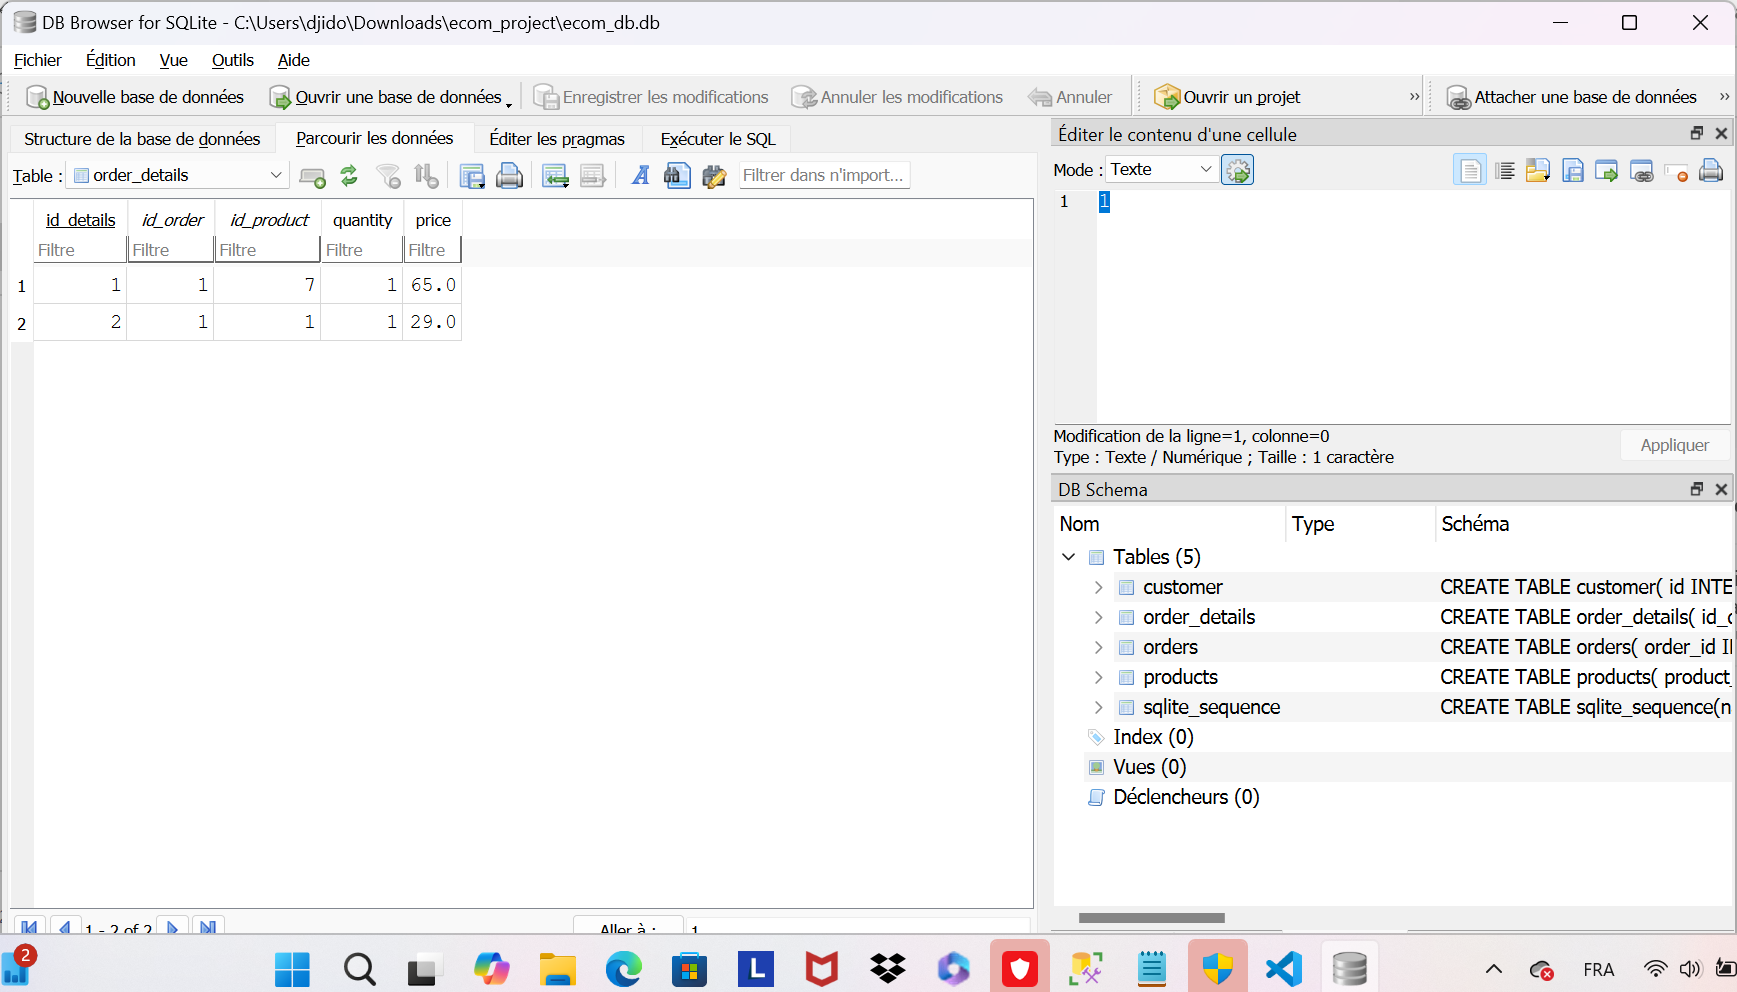 DB Browser for SQLite - C:\Users\djido\Downloads\ecom_project\ecom_db.db
Fichier Édition Vue Outils Aide
Nouvelle base de données Ouvrir une base de données Enregistrer les modifications Annuler les modifications Annuler Ouvrir un projet » Attacher une base de données »
Structure de la base de données Parcourir les données Éditer les pragmas Exécuter le SQL
Table : order_details Filtrer dans n'import...
id_details id_order id_product quantity price
Filtre Filtre Filtre Filtre Filtre
1 1 1 7 1 65.0
2 2 1 1 1 29.0
1 - 2 of 2 Aller à : 1
Éditer le contenu d'une cellule
Mode : Texte
1 1
Modification de la ligne=1, colonne=0
Type : Texte / Numérique ; Taille : 1 caractère
Appliquer
DB Schema
Nom Type Schéma
Tables (5)
customer CREATE TABLE customer( id INTE
order_details CREATE TABLE order_details( id_
orders CREATE TABLE orders( order_id
products CREATE TABLE products( product_
sqlite_sequence CREATE TABLE sqlite_sequence(n
Index (0)
Vues (0)
Déclencheurs (0)
2 L FRA